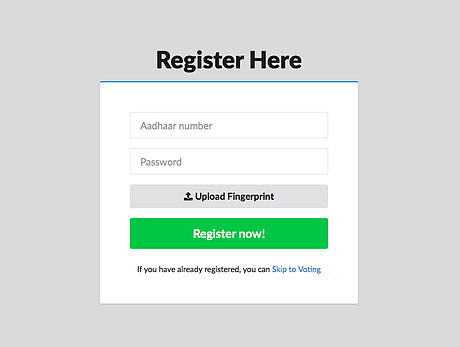 Register Here
Aadhaar number
Password
Upload Fingerprint
Register now!
If you have already registered, you can Skip to Voting